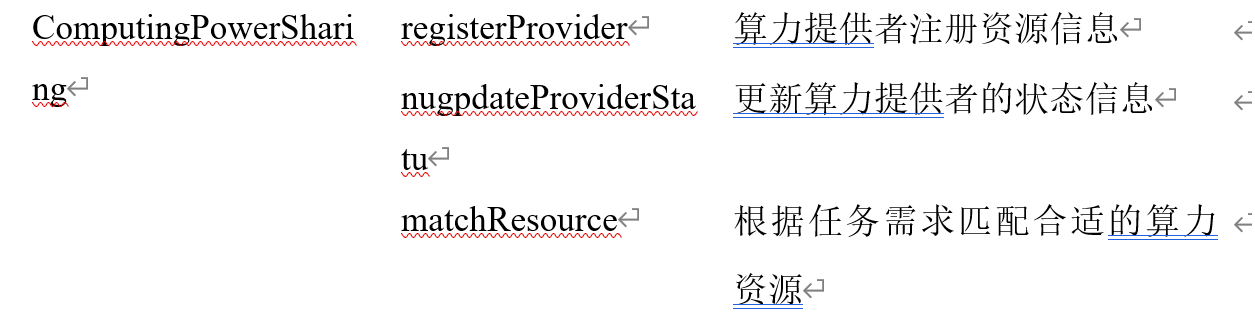 ComputingPowerShari
ng
registerProvider
算力提供者注册资源信息
nugpdateProviderSta
tu
更新算力提供者的状态信息
matchResource
根据任务需求匹配合适的算力
资源